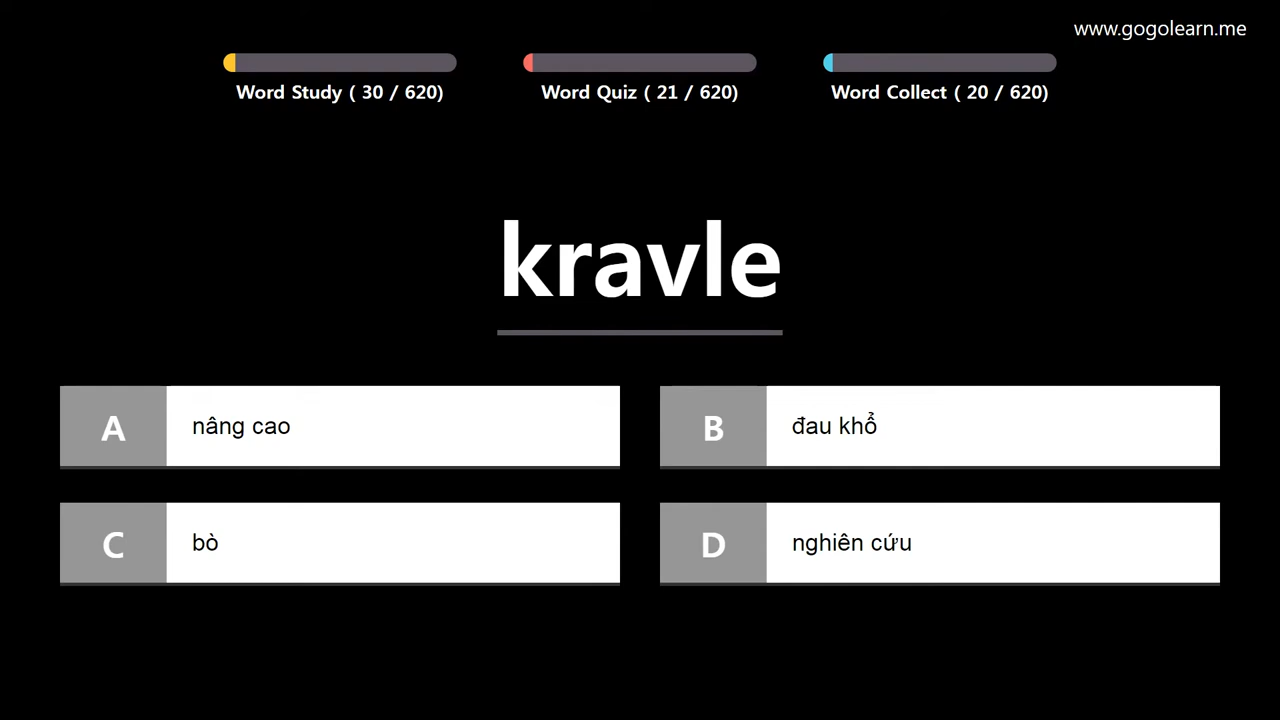 www.gogolearn.me
Word Study ( 30 / 620)
Word Quiz ( 21 / 620)
Word Collect ( 20 / 620)
kravle
A nâng cao
B đau khổ
C bò
D nghiên cứu